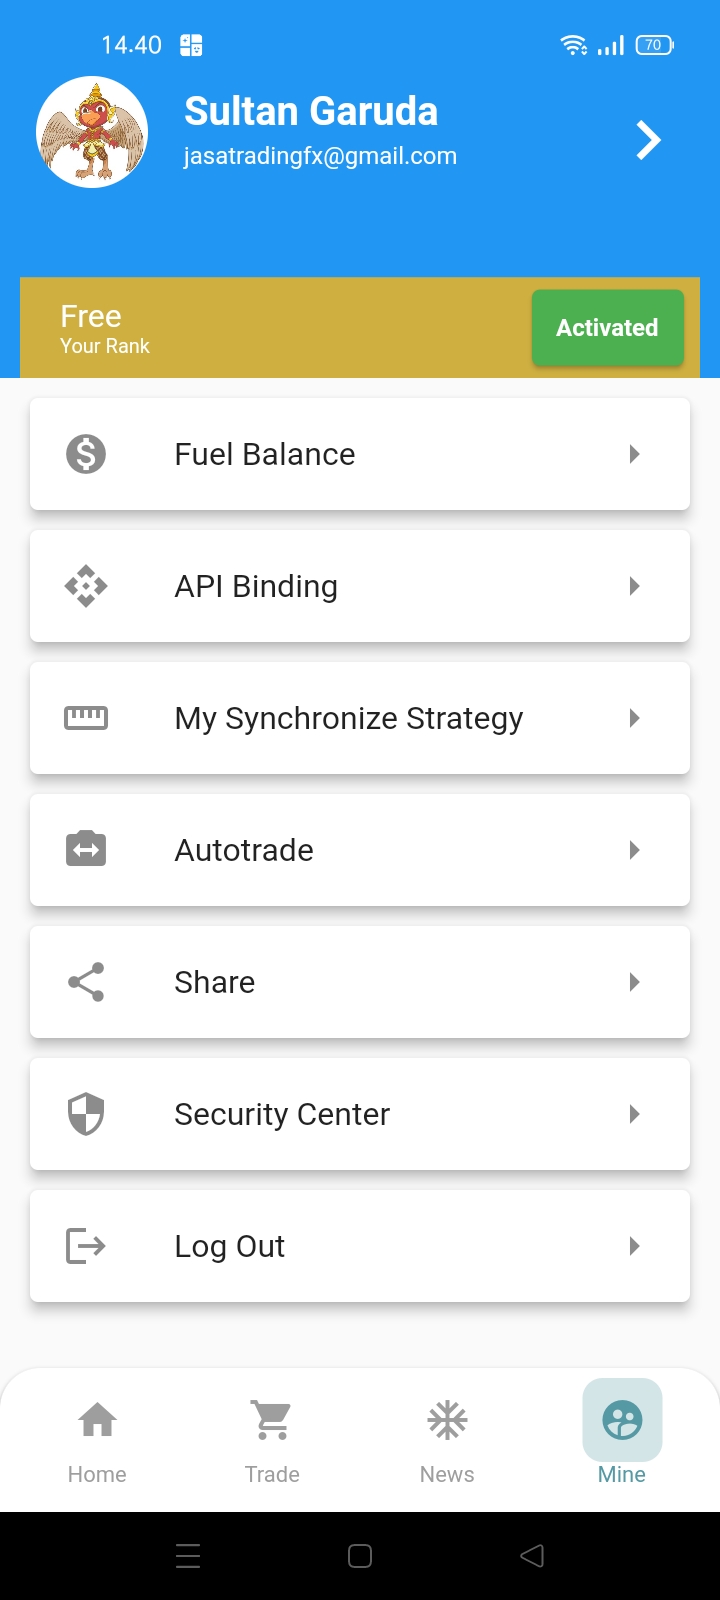 14.40
70
Sultan Garuda
jasatradingfx@gmail.com
Free
Your Rank
Activated
Fuel Balance
API Binding
My Synchronize Strategy
Autotrade
Share
Security Center
Log Out
Home
Trade
News
Mine